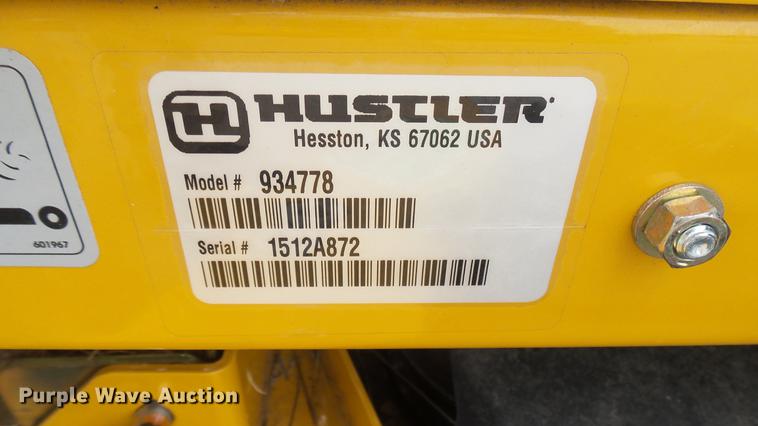 H HUSTLER
Hesston, KS 67062 USA
Model # 934778
Serial # 1512A872
601967
Purple Wave Auction®